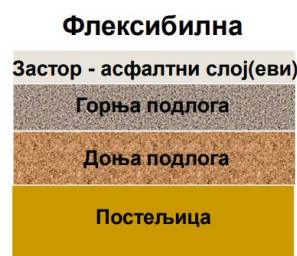 Флексибилна
Застор - асфалтни слој(еви)
Горња подлога
Доња подлога
Постељица